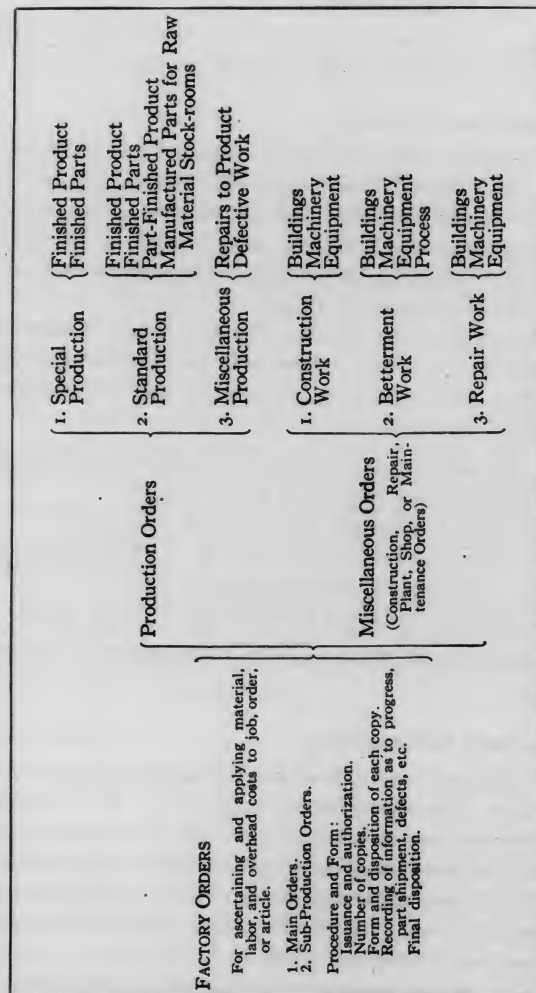 FACTORY ORDERS
For ascertaining and applying material,
labor, and overhead costs to job, order,
or article.
1. Main Orders.
2. Sub-Production Orders.
Procedure and Form:
Issuance and authorization.
Number of copies.
Form and disposition of each copy.
Recording of information as to progress,
part shipment, defects, etc.
Final disposition.
Production Orders
1. Special
Production
Finished Product
Finished Parts
2. Standard
Production
Finished Product
Finished Parts
Part-Finished Product
Manufactured Parts for Raw
Material Stock-rooms
3. Miscellaneous
Production
Repairs to Product
Defective Work
Miscellaneous Orders
(Construction, Repair,
Plant, Shop, or Main-
tenance Orders)
1. Construction
Work
Buildings
Machinery
Equipment
2. Betterment
Work
Buildings
Machinery
Equipment
Process
3. Repair Work
Buildings
Machinery
Equipment